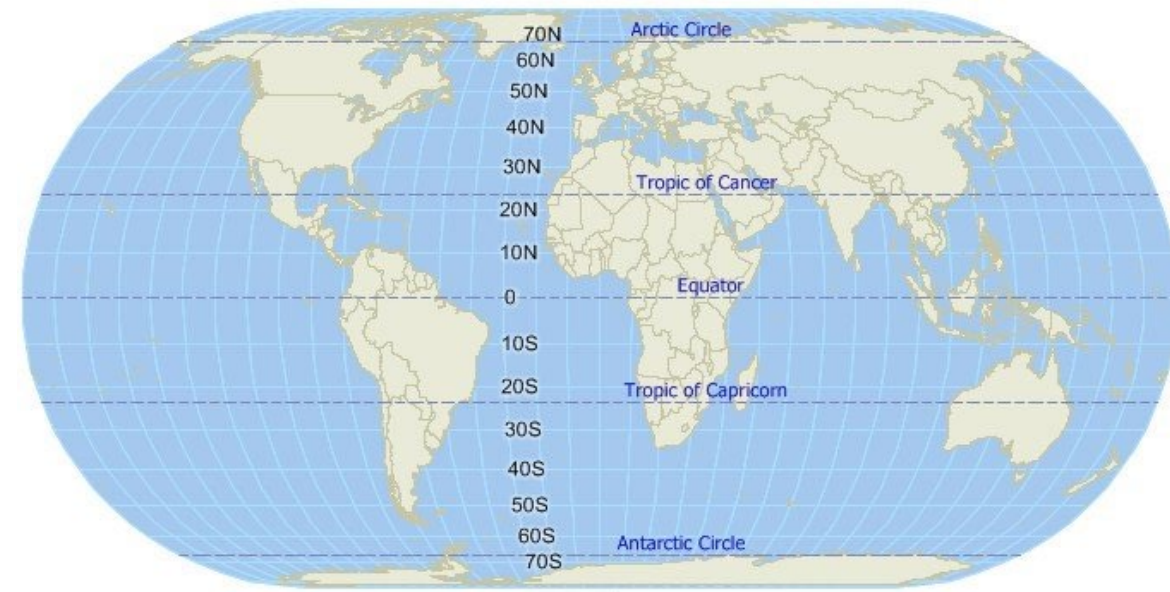 Arctic Circle
70N
60N
50N
40N
30N
Tropic of Cancer
20N
10N
Equator
0
10S
20S
Tropic of Capricorn
30S
40S
50S
60S
Antarctic Circle
70S